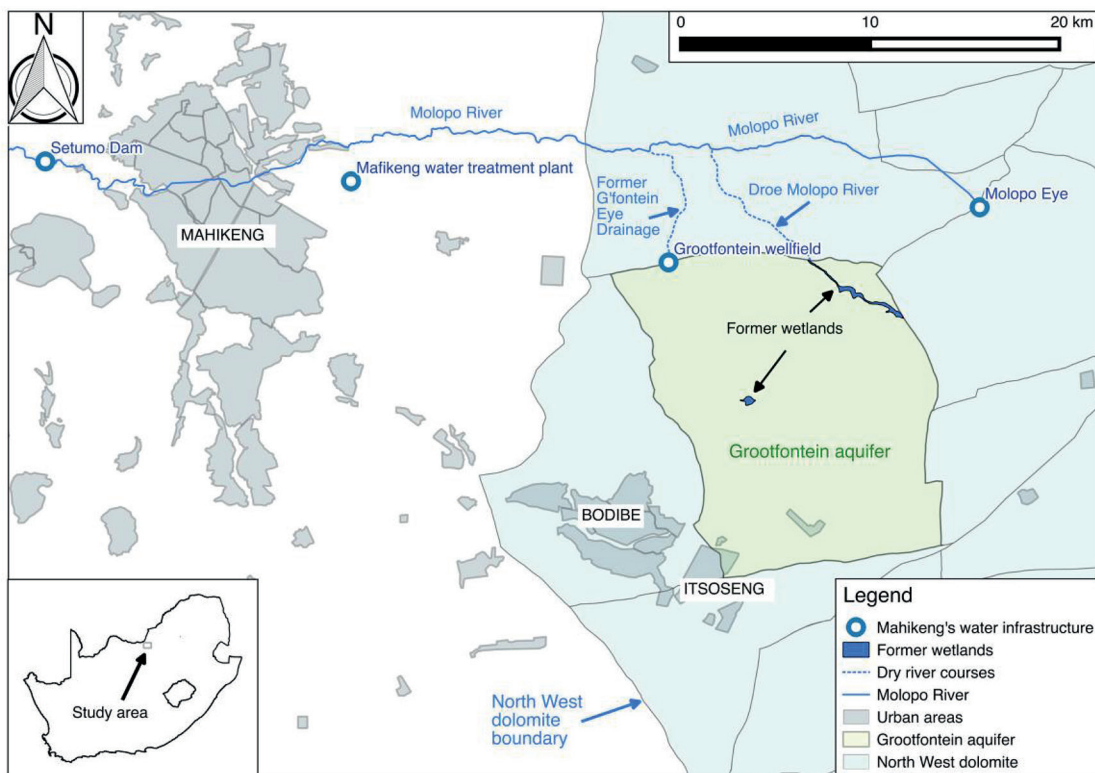 N
0 10 20 km
Molopo River
Molopo River
Setumo Dam
Mafikeng water treatment plant
Former
G'fontein
Eye
Drainage
Droe Molopo River
Molopo Eye
MAHIKENG
Grootfontein wellfield
Former wetlands
Grootfontein aquifer
BODIBE
ITSOSENG
North West
dolomite
boundary
Study area
Legend
Mahikeng's water infrastructure
Former wetlands
Dry river courses
Molopo River
Urban areas
Grootfontein aquifer
North West dolomite